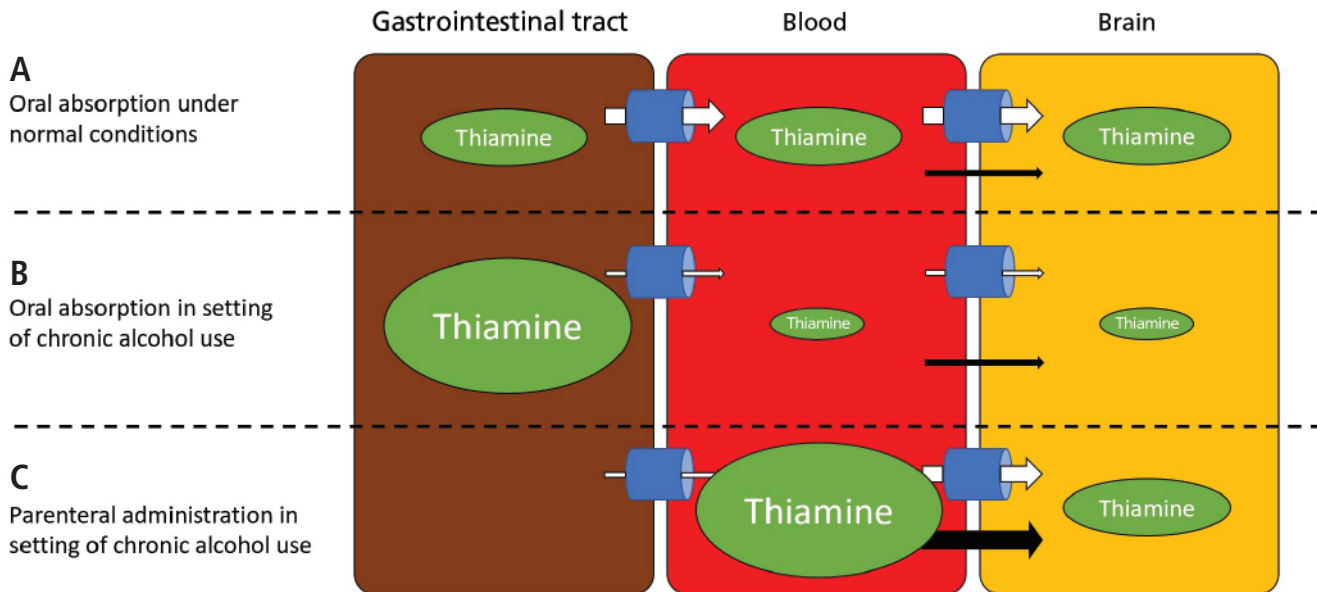 Gastrointestinal tract
Blood
Brain
A
Oral absorption under
normal conditions
Thiamine
Thiamine
Thiamine
B
Oral absorption in setting
of chronic alcohol use
Thiamine
Thiamine
Thiamine
C
Parenteral administration in
setting of chronic alcohol use
Thiamine
Thiamine